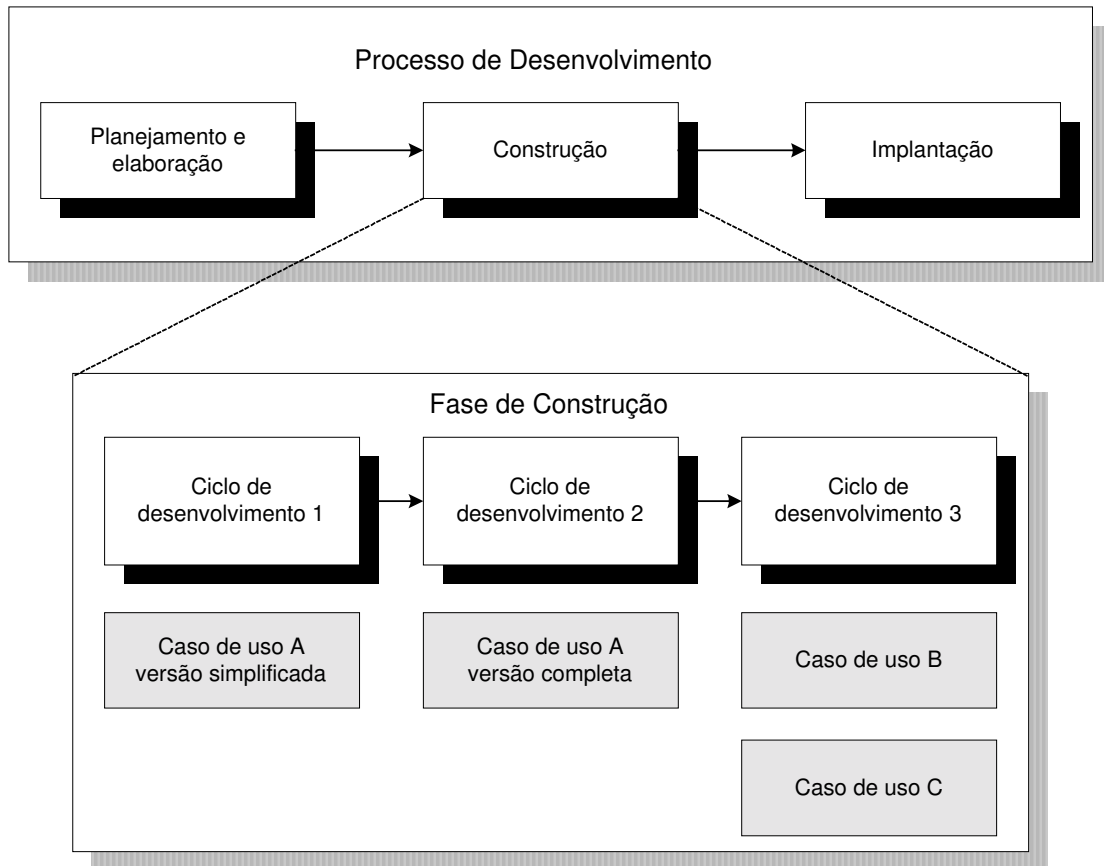 Processo de Desenvolvimento
Planejamento e
elaboração
Construção
Implantação
Fase de Construção
Ciclo de
desenvolvimento 1
Ciclo de
desenvolvimento 2
Ciclo de
desenvolvimento 3
Caso de uso A
versão simplificada
Caso de uso A
versão completa
Caso de uso B
Caso de uso C